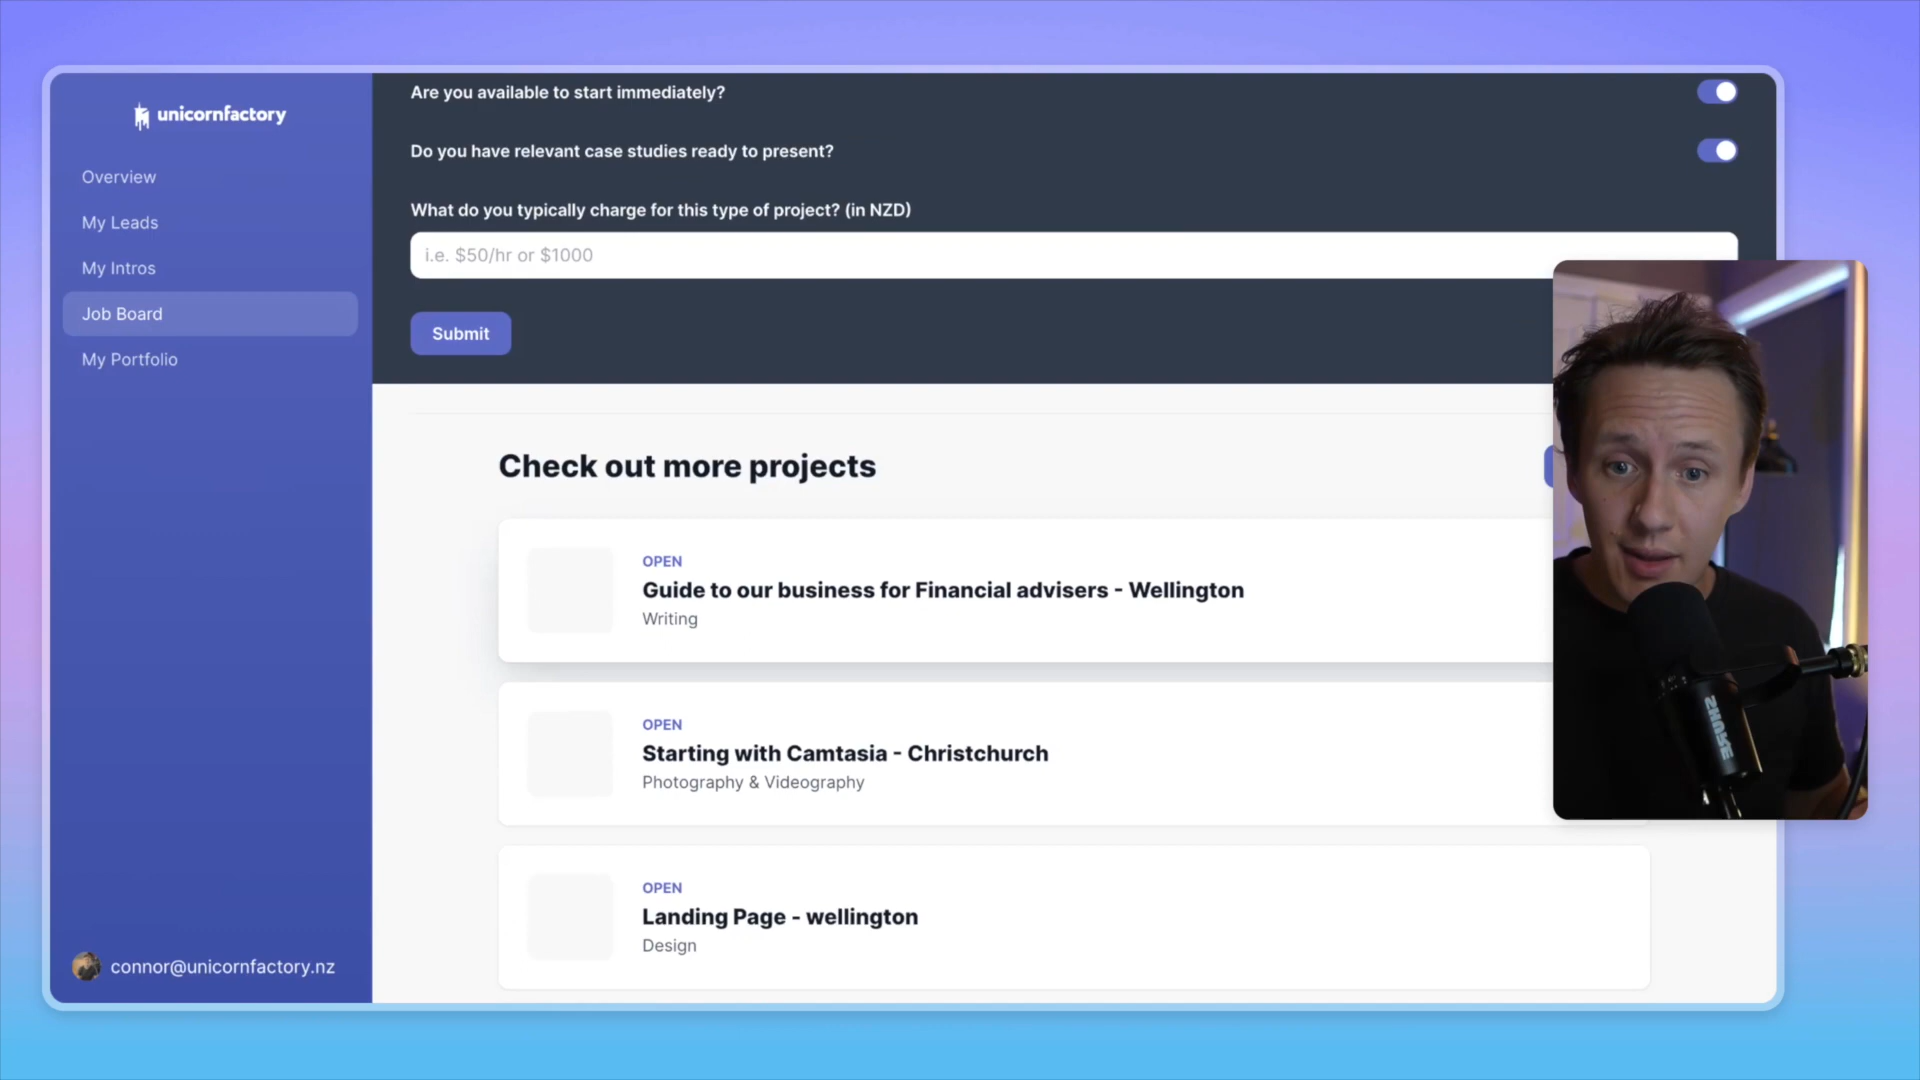 unicornfactory
Overview
My Leads
My Intros
Job Board
My Portfolio
connor@unicornfactory.nz
Are you available to start immediately?
Do you have relevant case studies ready to present?
What do you typically charge for this type of project? (in NZD)
i.e. $50/hr or $1000
Submit
Check out more projects
OPEN
Guide to our business for Financial advisers - Wellington
Writing
OPEN
Starting with Camtasia - Christchurch
Photography & Videography
OPEN
Landing Page - wellington
Design
SHURE